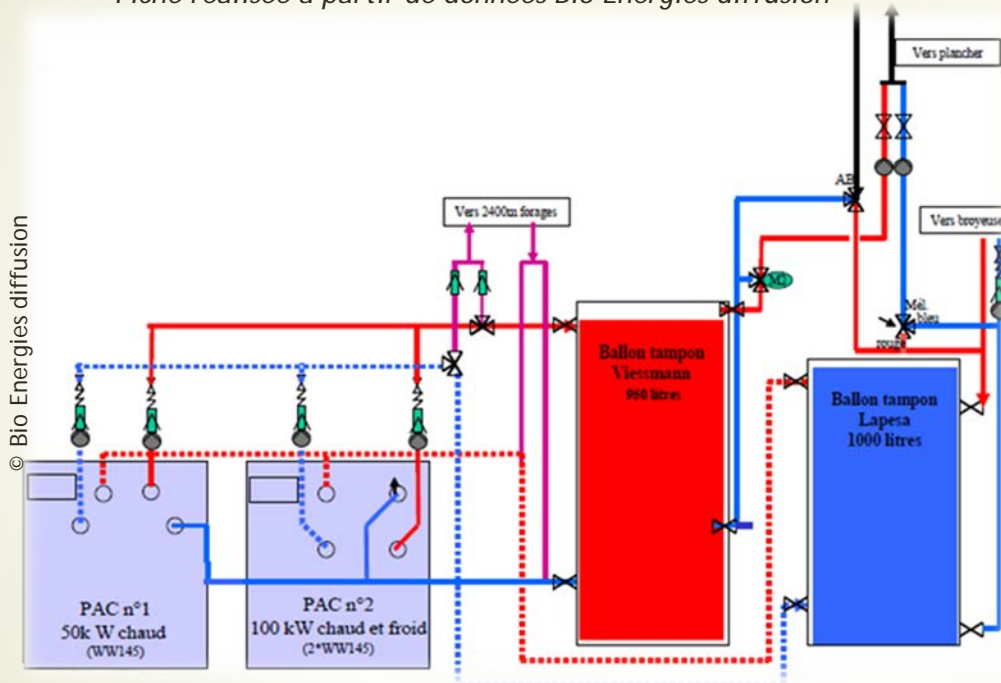 Fiche réalisée à partir de données Bio Energies diffusion
© Bio Energies diffusion
Vers plancher
AB
Vers 2400m forages
Vers broyeuse
M3
Mél.
bleu
rouge
Ballon tampon
Viessmann
950 litres
Ballon tampon
Lapesa
1000 litres
PAC n°1
50k W chaud
(WW145)
PAC n°2
100 kW chaud et froid
(2*WW145)